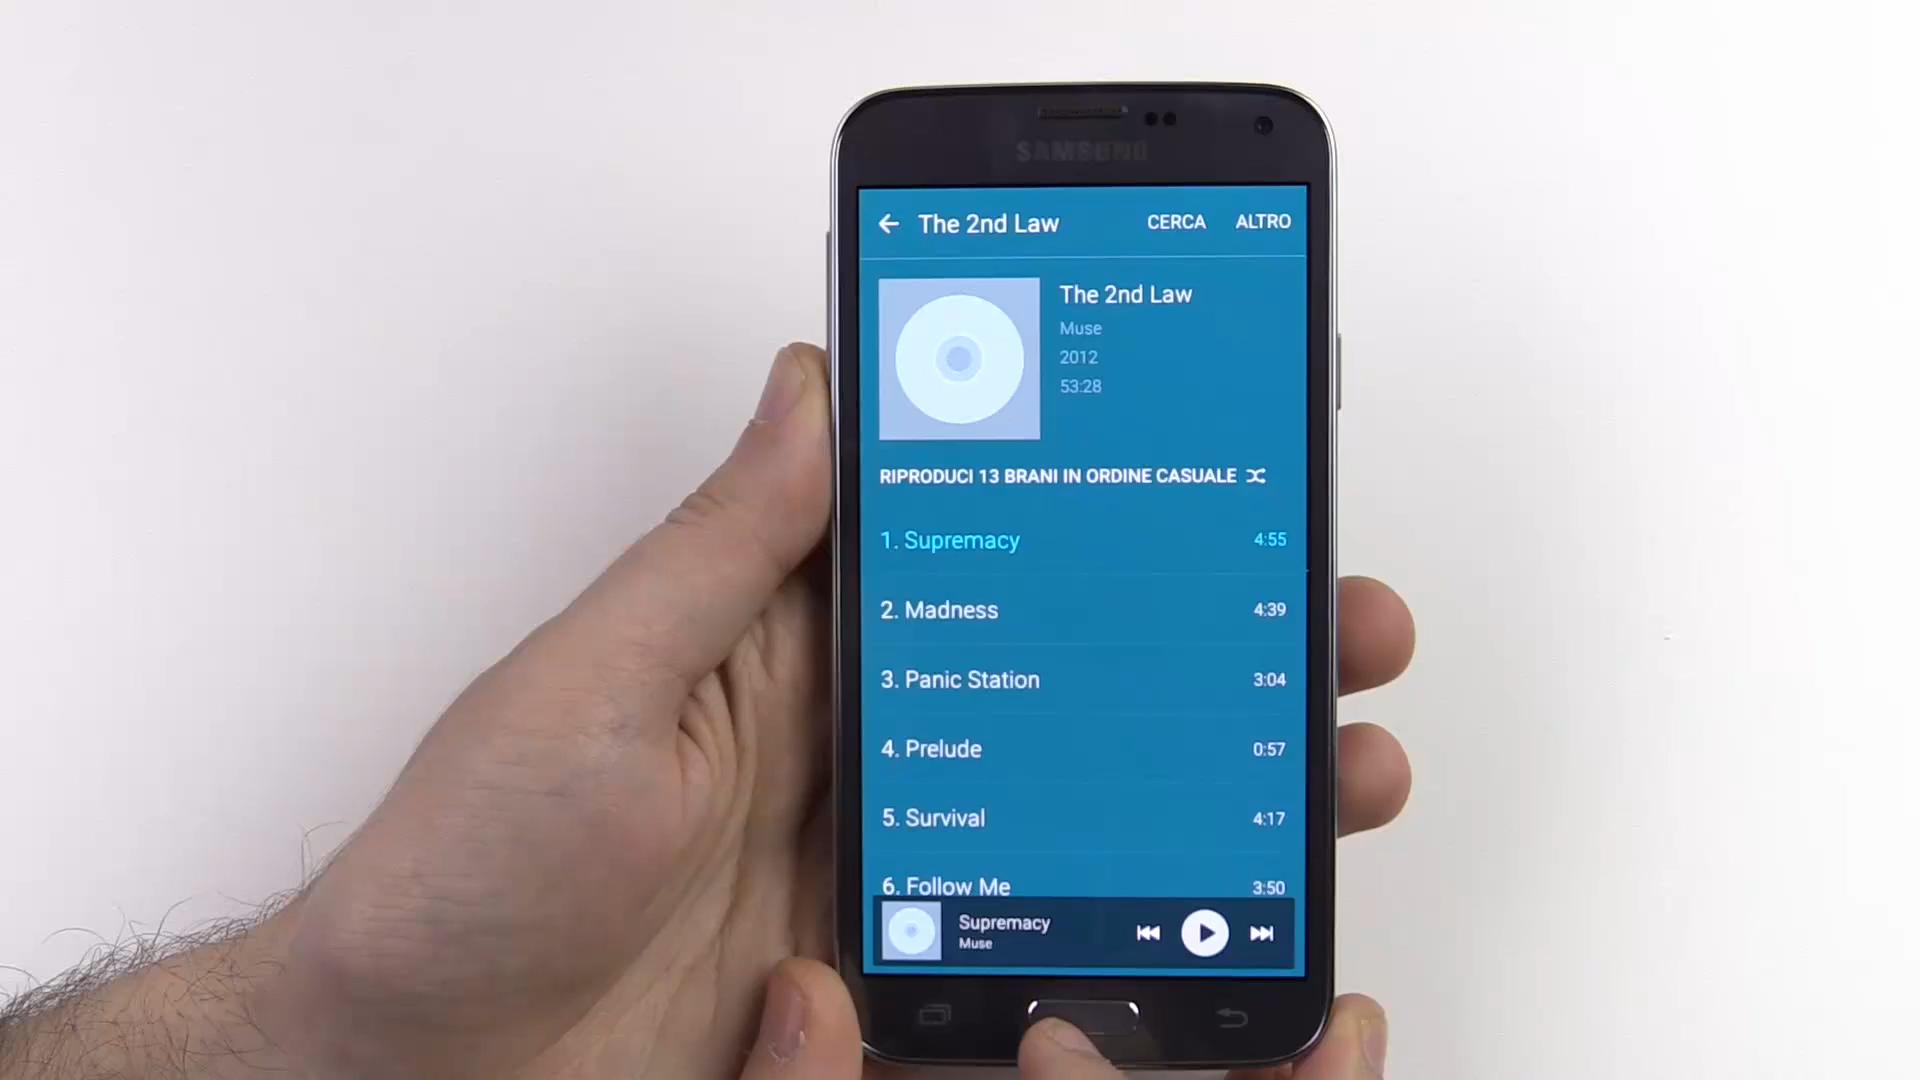 SAMSUNG
The 2nd Law CERCA ALTRO
The 2nd Law
Muse
2012
53:28
RIPRODUCI 13 BRANI IN ORDINE CASUALE
1. Supremacy 4:55
2. Madness 4:39
3. Panic Station 3:04
4. Prelude 0:57
5. Survival 4:17
6. Follow Me 3:50
Supremacy
Muse